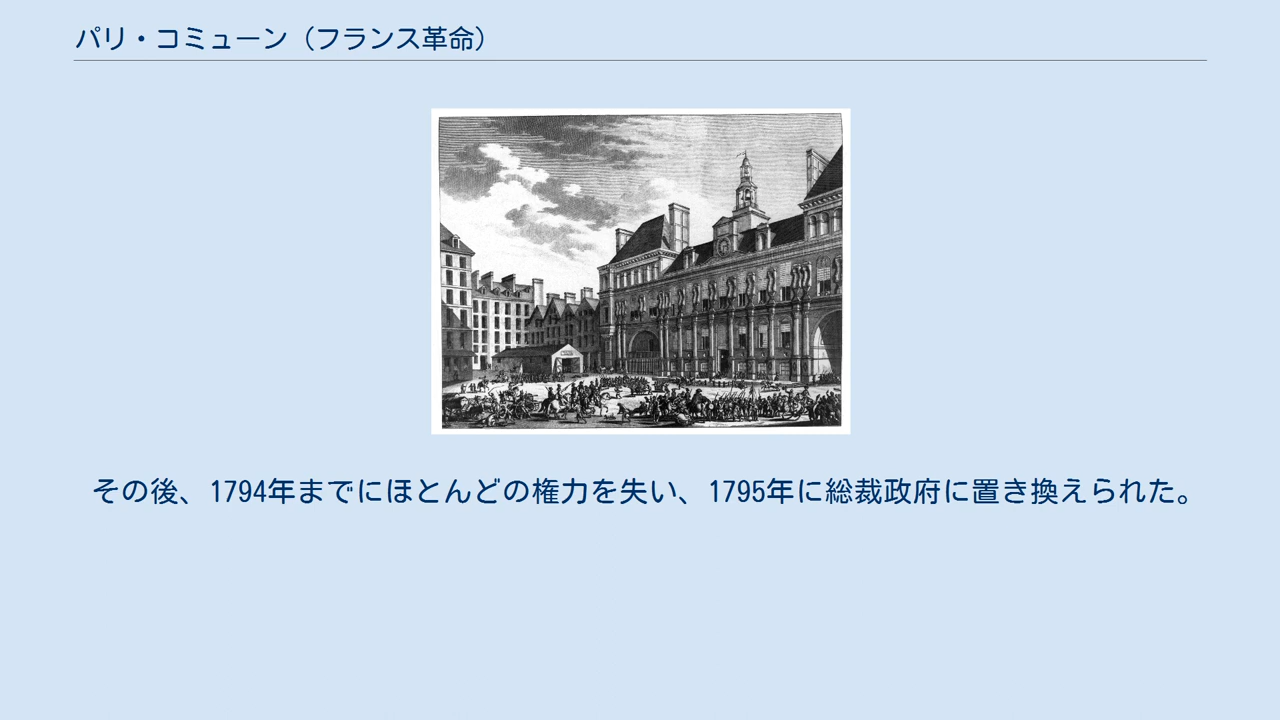 パリ・コミューン（フランス革命）
その後、1794年までにほとんどの権力を失い、1795年に総裁政府に置き換えられた。